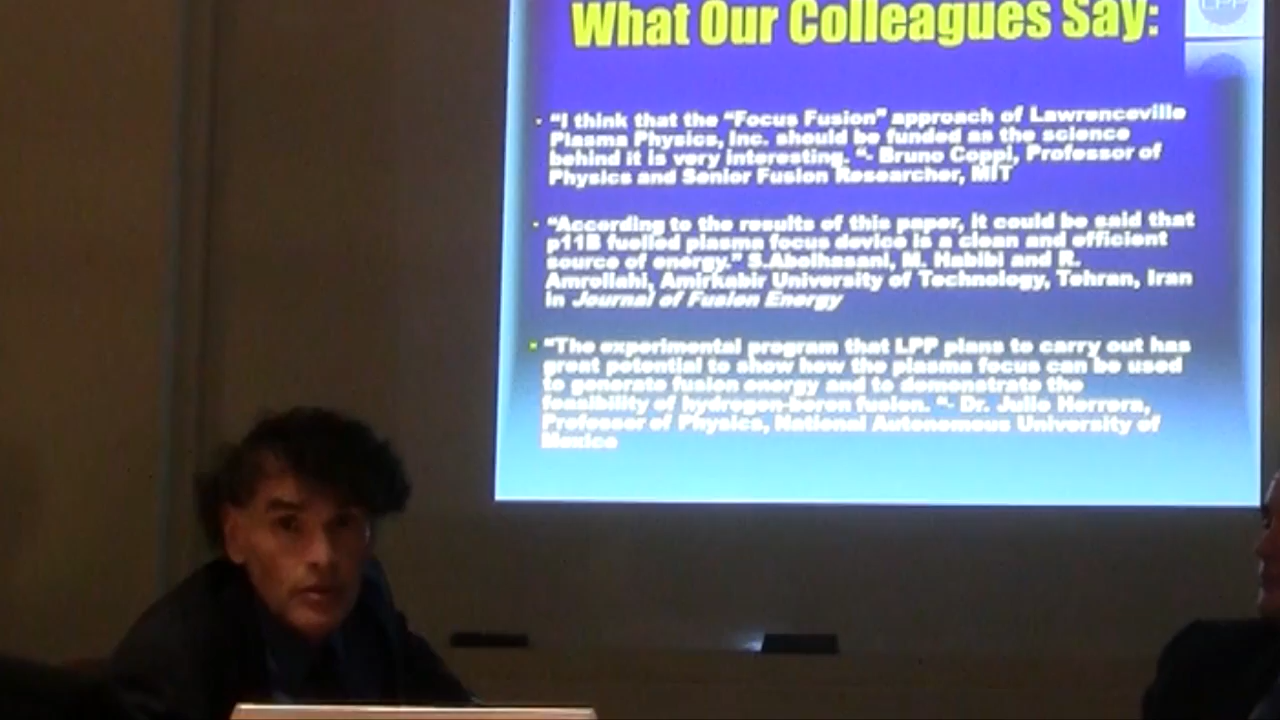 What Our Colleagues Say:
LPP
• "I think that the "Focus Fusion" approach of Lawrenceville
Plasma Physics, Inc. should be funded as the science
behind it is very interesting. "- Bruno Coppi, Professor of
Physics and Senior Fusion Researcher, MIT
• "According to the results of this paper, it could be said that
p11B fuelled plasma focus device is a clean and efficient
source of energy." S.Abolhasani, M. Habibi and R.
Amrollahi, Amirkabir University of Technology, Tehran, Iran
in Journal of Fusion Energy
• "The experimental program that LPP plans to carry out has
great potential to show how the plasma focus can be used
to generate fusion energy and to demonstrate the
feasibility of hydrogen-boron fusion. "- Dr. Julio Herrera,
Professor of Physics, National Autonomous University of
Mexico